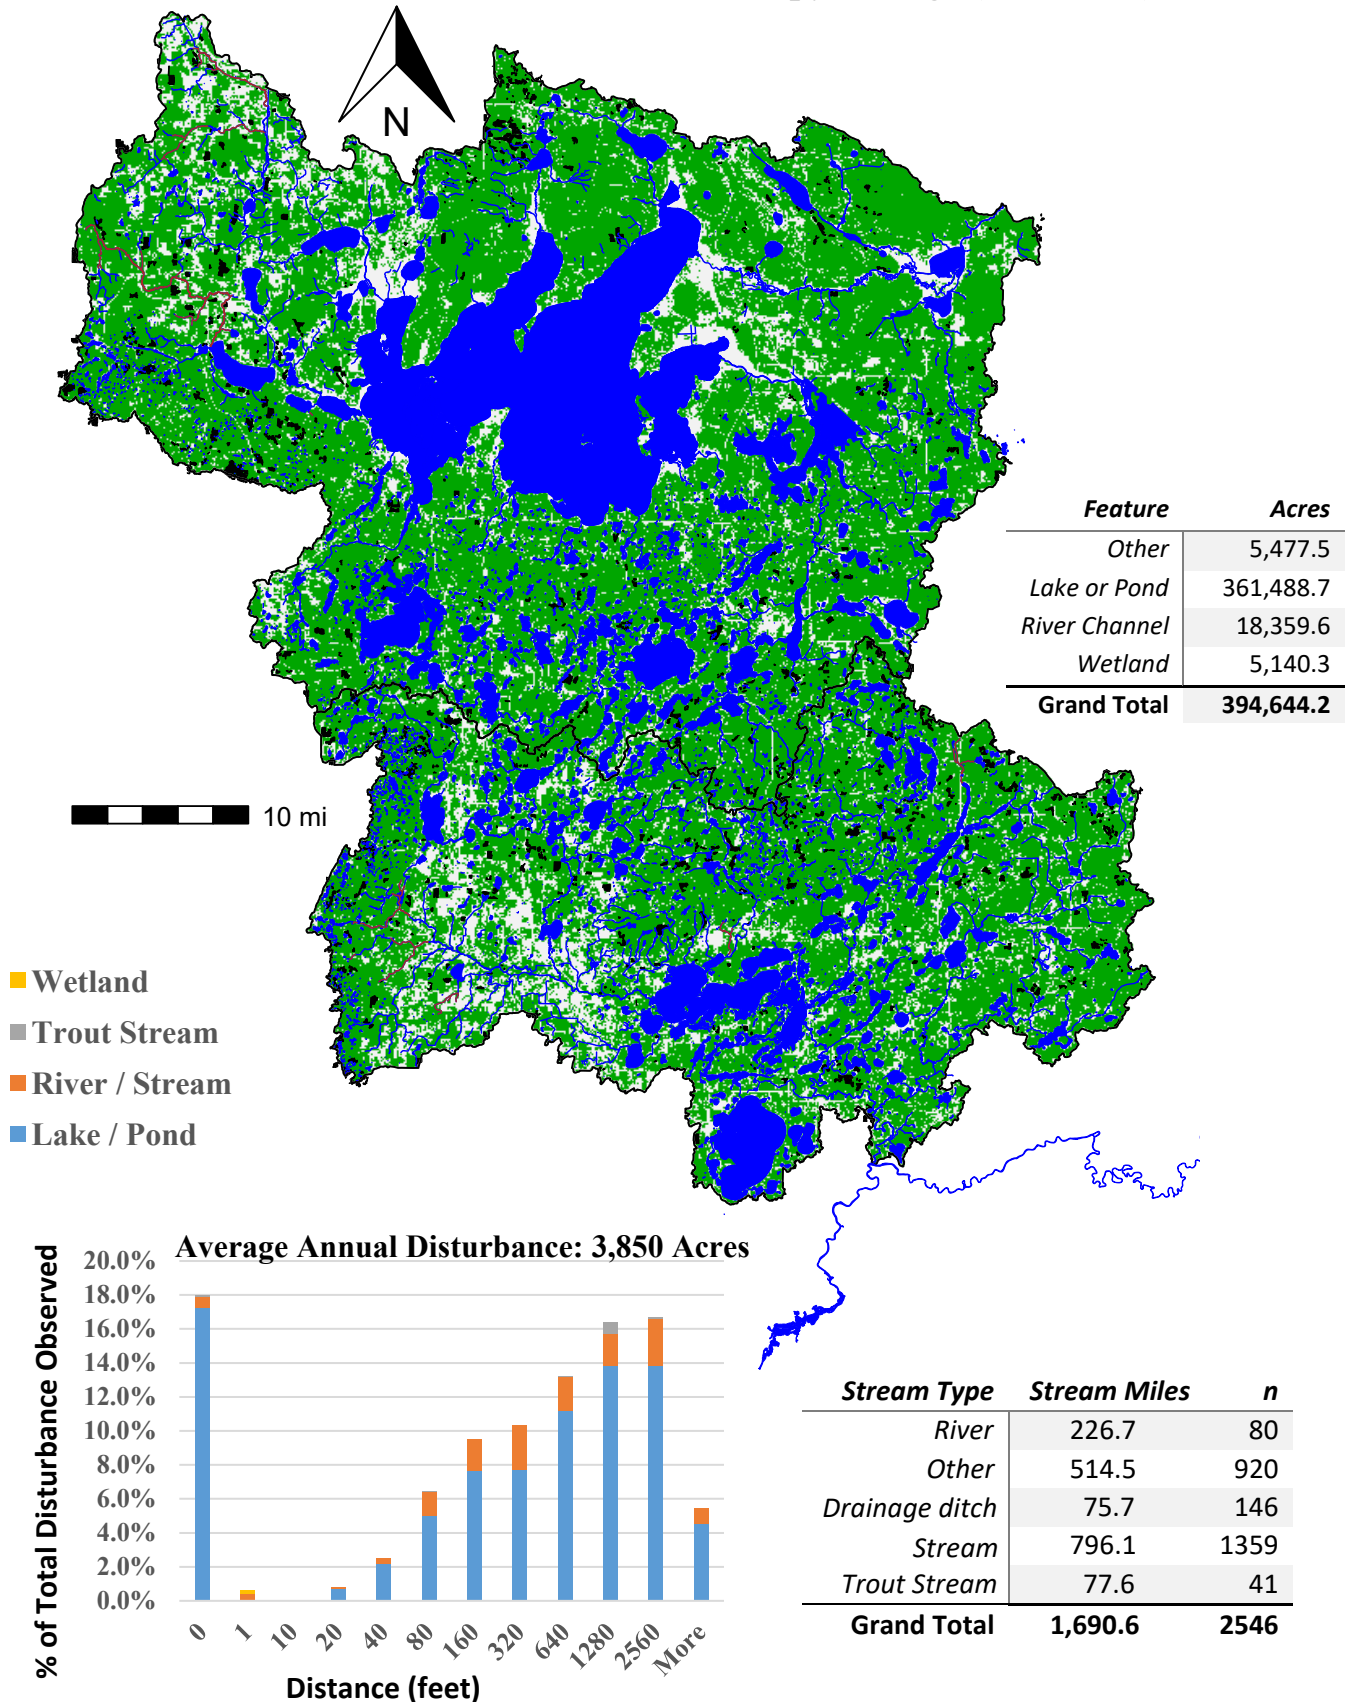 N
Feature Acres
Other 5,477.5
Lake or Pond 361,488.7
River Channel 18,359.6
Wetland 5,140.3
Grand Total 394,644.2
10 mi
Wetland
Trout Stream
River / Stream
Lake / Pond
Average Annual Disturbance: 3,850 Acres
% of Total Disturbance Observed
20.0%
18.0%
16.0%
14.0%
12.0%
10.0%
8.0%
6.0%
4.0%
2.0%
0.0%
0 1 10 20 40 80 160 320 640 1280 2560 More
Distance (feet)
Stream Type Stream Miles n
River 226.7 80
Other 514.5 920
Drainage ditch 75.7 146
Stream 796.1 1359
Trout Stream 77.6 41
Grand Total 1,690.6 2546